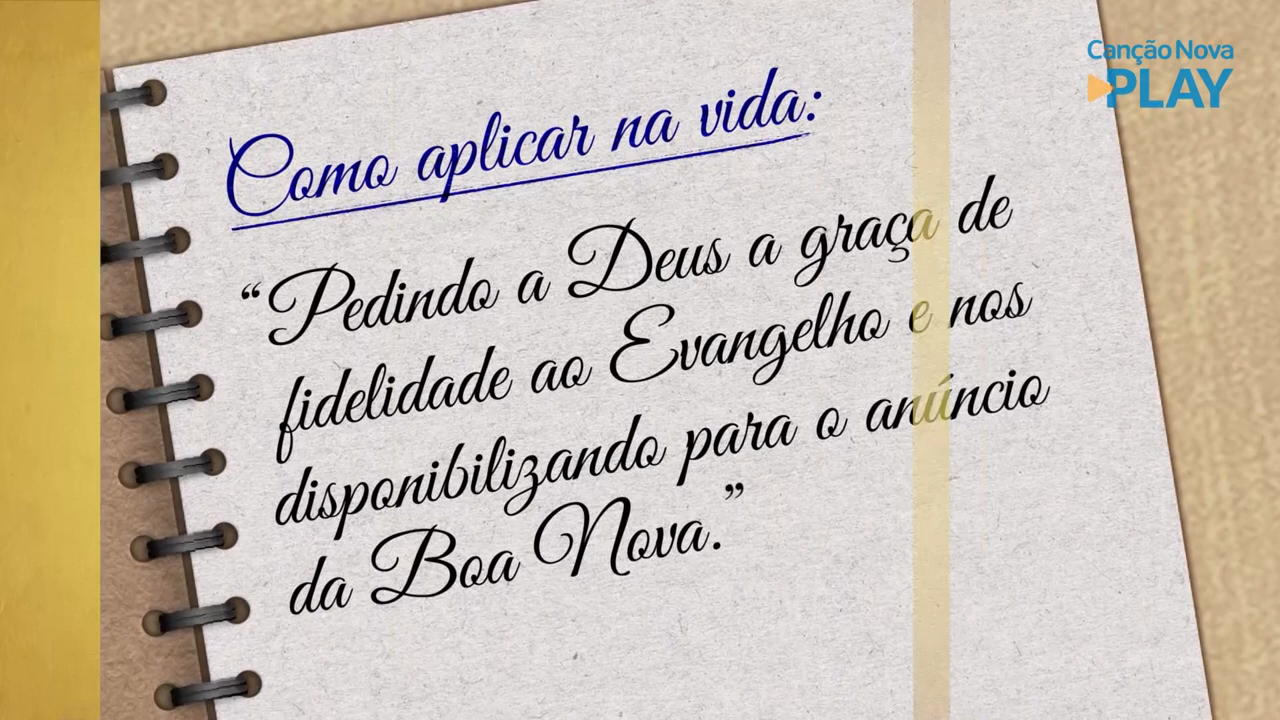 Canção Nova
PLAY
Como aplicar na vida:
“Pedindo a Deus a graça de
fidelidade ao Evangelho e nos
disponibilizando para o anúncio
da Boa Nova.”